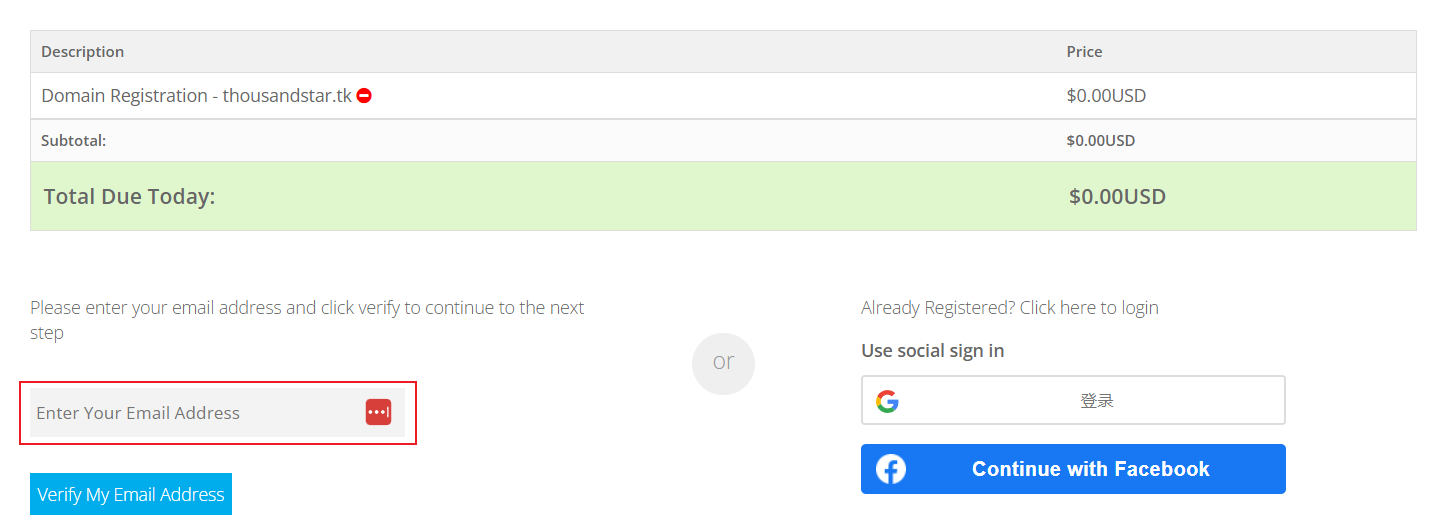 Description Price
Domain Registration - thousandstar.tk $0.00USD
Subtotal: $0.00USD
Total Due Today: $0.00USD
Please enter your email address and click verify to continue to the next
step
Enter Your Email Address
Verify My Email Address
or
Already Registered? Click here to login
Use social sign in
登录
Continue with Facebook